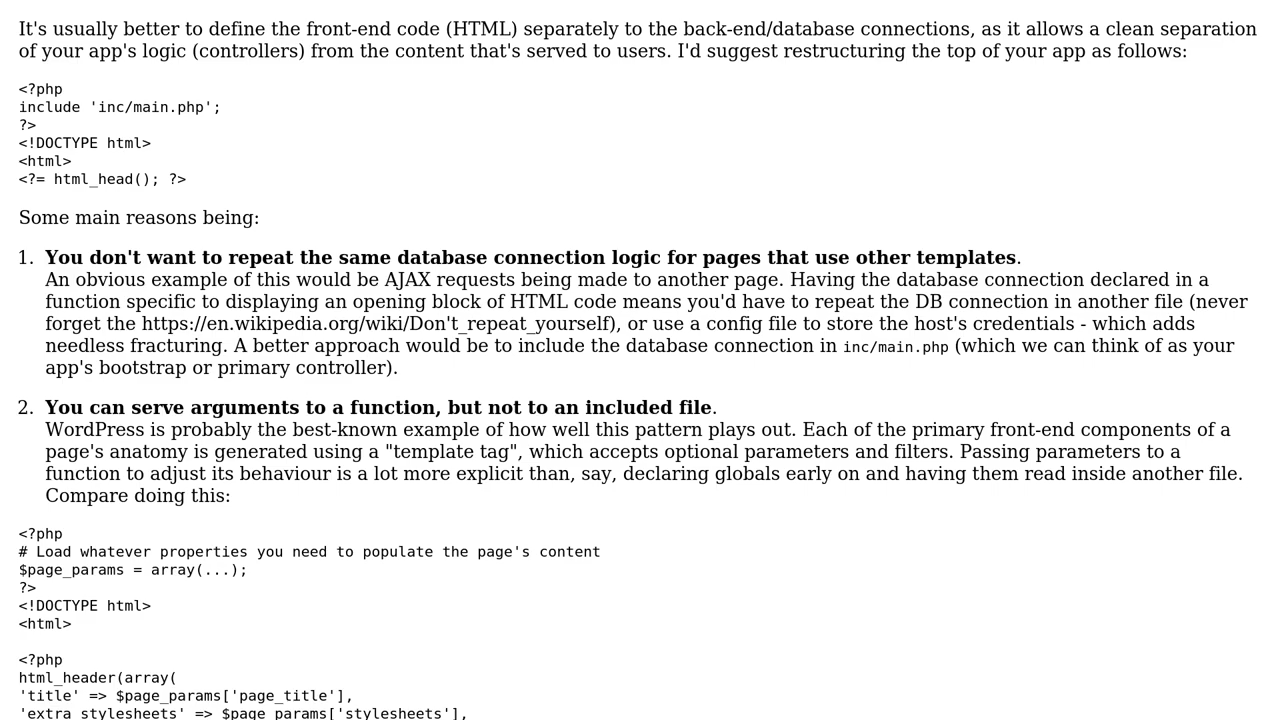 It's usually better to define the front-end code (HTML) separately to the back-end/database connections, as it allows a clean separation
of your app's logic (controllers) from the content that's served to users. I'd suggest restructuring the top of your app as follows:
<?php
include 'inc/main.php';
?>
<!DOCTYPE html>
<html>
<?= html_head(); ?>
Some main reasons being:
1. You don't want to repeat the same database connection logic for pages that use other templates.
An obvious example of this would be AJAX requests being made to another page. Having the database connection declared in a
function specific to displaying an opening block of HTML code means you'd have to repeat the DB connection in another file (never
forget the https://en.wikipedia.org/wiki/Don't_repeat_yourself), or use a config file to store the host's credentials - which adds
needless fracturing. A better approach would be to include the database connection in inc/main.php (which we can think of as your
app's bootstrap or primary controller).
2. You can serve arguments to a function, but not to an included file.
WordPress is probably the best-known example of how well this pattern plays out. Each of the primary front-end components of a
page's anatomy is generated using a "template tag", which accepts optional parameters and filters. Passing parameters to a
function to adjust its behaviour is a lot more explicit than, say, declaring globals early on and having them read inside another file.
Compare doing this:
<?php
# Load whatever properties you need to populate the page's content
$page_params = array(...);
?>
<!DOCTYPE html>
<html>
<?php
html_header(array(
'title' => $page_params['page_title'],
'extra_stylesheets' => $page_params['stylesheets'],